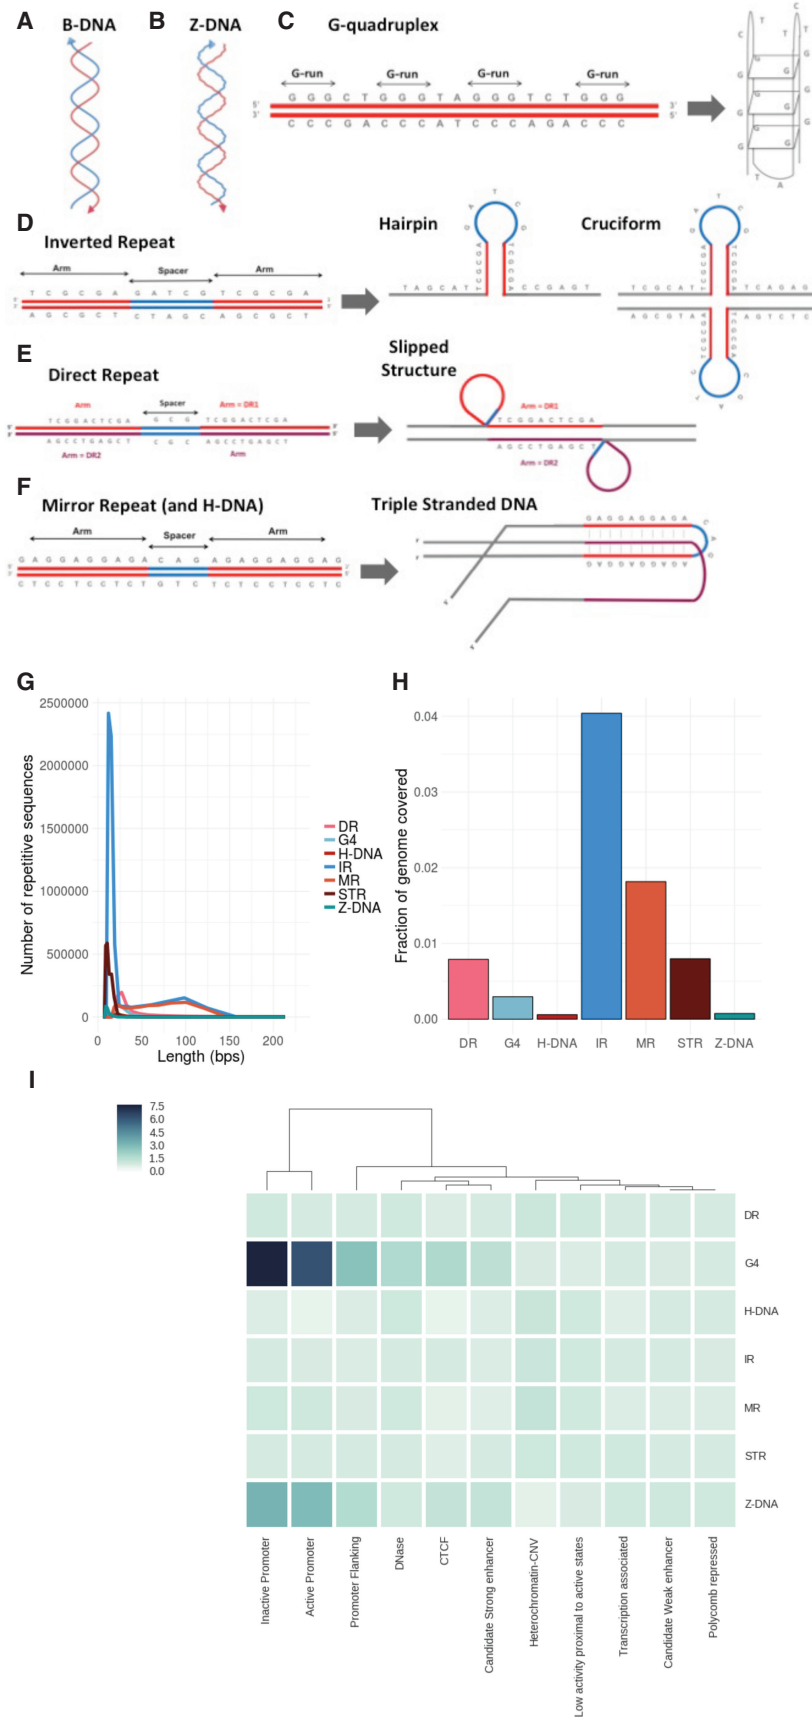 A B-DNA B Z-DNA C G-quadruplex
G-run G-run G-run G-run
5' G G G C T G G G T A G G G T C T G G G 3'
3' C C C G A C C C A T C C C A G A C C C 5'
C C
T T T
G G
G G
G G
G G
G G
G G
T A
D
Inverted Repeat Hairpin Cruciform
Arm Spacer Arm
T C G C G A G A T C G T C G C G A
A G C G C T C T A G C A G C G C T
T A G C A T T C C G A G T
E
Direct Repeat Slipped
Structure
Arm Spacer Arm = DR1
T C G G A C T C G A G C G T C G G A C T C G A
A G C C T G A G C T C G C A G C C T G A G C T
Arm = DR2 Arm
Arm = DR1
T C G G A C T C G A
A G C C T G A G C T
Arm = DR2
F
Mirror Repeat (and H-DNA) Triple Stranded DNA
Arm Spacer Arm
G A G G A G G A G A C A G A G A G G A G G A G
C T C C T C C T C T G T C T C T C C T C C T C
G A G G A G G A G A
G A G G A G G A G A
G H
Number of repetitive sequences
2500000
2000000
1500000
1000000
500000
0
0 50 100 150 200
Length (bps)
DR
G4
H-DNA
IR
MR
STR
Z-DNA
Fraction of genome covered
0.04
0.03
0.02
0.01
0.00
DR G4 H-DNA IR MR STR Z-DNA
I
7.5
6.0
4.5
3.0
1.5
0.0
DR
G4
H-DNA
IR
MR
STR
Z-DNA
Inactive Promoter
Active Promoter
Promoter Flanking
DNase
CTCF
Candidate Strong enhancer
Heterochromatin-CNV
Low activity proximal to active states
Transcription associated
Candidate Weak enhancer
Polycomb repressed